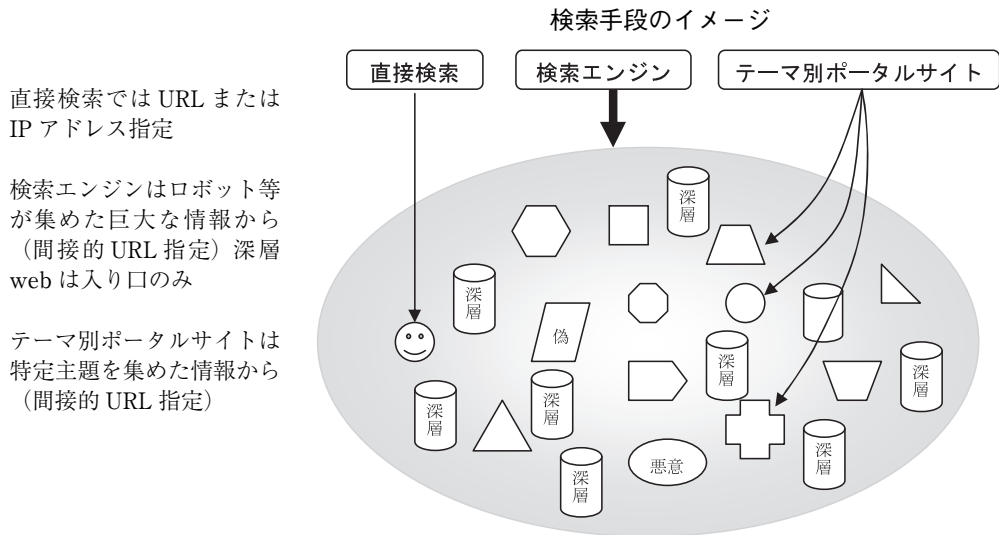 検索手段のイメージ
直接検索
検索エンジン
テーマ別ポータルサイト
直接検索では URL または
IP アドレス指定
検索エンジンはロボット等
が集めた巨大な情報から
（間接的 URL 指定）深層
web は入り口のみ
テーマ別ポータルサイトは
特定主題を集めた情報から
（間接的 URL 指定）
深層
深層
偽
深層
深層
深層
深層
深層
悪意
深層